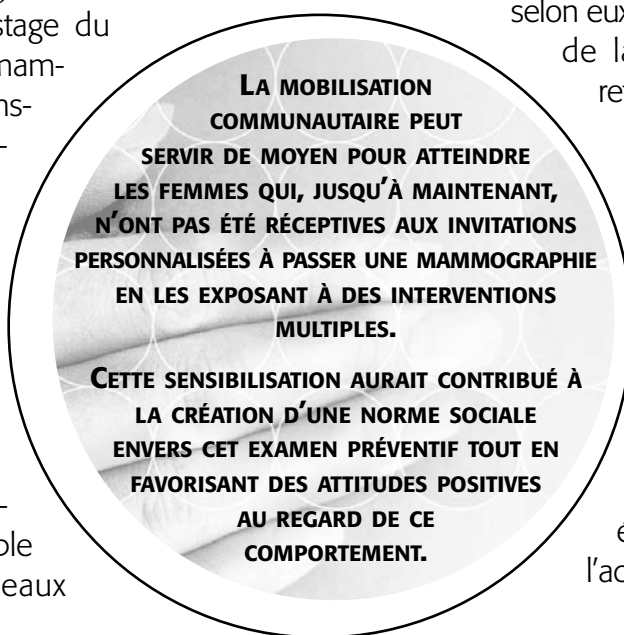 stage du
mam-
ns-
-
LA MOBILISATION
COMMUNAUTAIRE PEUT
SERVIR DE MOYEN POUR ATTEINDRE
LES FEMMES QUI, JUSQU'À MAINTENANT,
N'ONT PAS ÉTÉ RÉCEPTIVES AUX INVITATIONS
PERSONNALISÉES À PASSER UNE MAMMOGRAPHIE
EN LES EXPOSANT À DES INTERVENTIONS
MULTIPLES.
CETTE SENSIBILISATION AURAIT CONTRIBUÉ À
LA CRÉATION D'UNE NORME SOCIALE
ENVERS CET EXAMEN PRÉVENTIF TOUT EN
FAVORISANT DES ATTITUDES POSITIVES
AU REGARD DE CE
COMPORTEMENT.
-
ble
eaux
selon eux
de la
re
é
l'ac